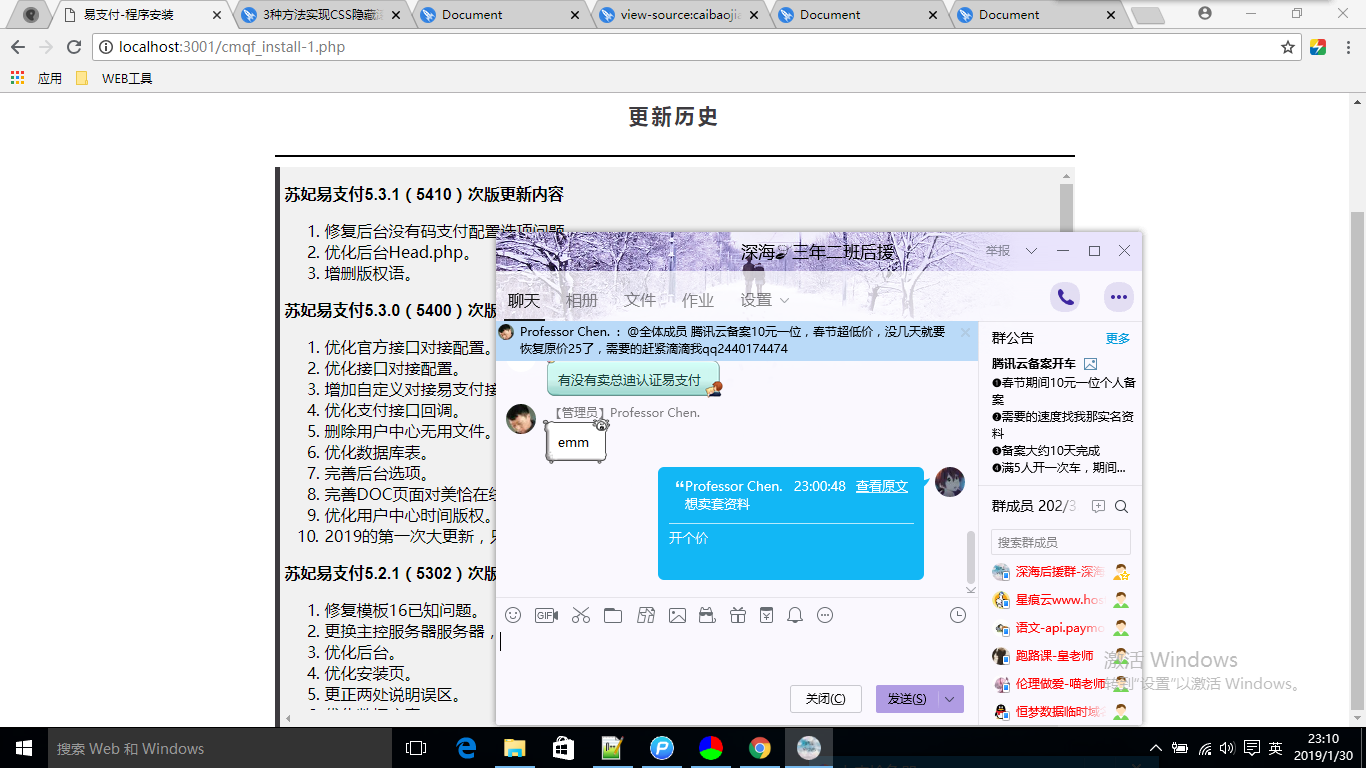 易支付-程序安装
3种方法实现CSS隐藏滚
Document
view-source:caibaojia
Document
Document
localhost:3001/cmqf_install-1.php
应用
WEB工具
更新历史
苏妃易支付5.3.1（5410）次版更新内容
1. 修复后台没有码支付配置选项问题
2. 优化后台Head.php。
3. 增删版权语。
苏妃易支付5.3.0（5400）次版
1. 优化官方接口对接配置。
2. 优化接口对接配置。
3. 增加自定义对接易支付接
4. 优化支付接口回调。
5. 删除用户中心无用文件。
6. 优化数据库表。
7. 完善后台选项。
8. 完善DOC页面对美恰在线
9. 优化用户中心时间版权。
10. 2019的第一次大更新，只
苏妃易支付5.2.1（5302）次版
1. 修复模板16已知问题。
2. 更换主控服务器服务器，
3. 优化后台。
4. 优化安装页。
5. 更正两处说明误区。
深海 三年二班后援
举报
聊天
相册
文件
作业
设置
Professor Chen. ：@全体成员 腾讯云备案10元一位，春节超低价，没几天就要
恢复原价25了，需要的赶紧滴滴我qq2440174474
有没有卖总迪认证易支付
【管理员】Professor Chen.
emm
❝Professor Chen. 23:00:48 查看原文
想卖套资料
开个价
关闭(C)
发送(S)
群公告
更多
腾讯云备案开车
❶春节期间10元一位个人备
案
❷需要的速度找我那实名资
料
❸备案大约10天完成
❹满5人开一次车，期间...
群成员 202/3
搜索群成员
深海后援群-深海
星痕云www.hos
语文-api.paymo
跑路课-皇老师
伦理做爱-喵老师
恒梦数据临时域名
激活 Windows
转到"设置"以激活 Windows。
搜索 Web 和 Windows
英
23:10
2019/1/30